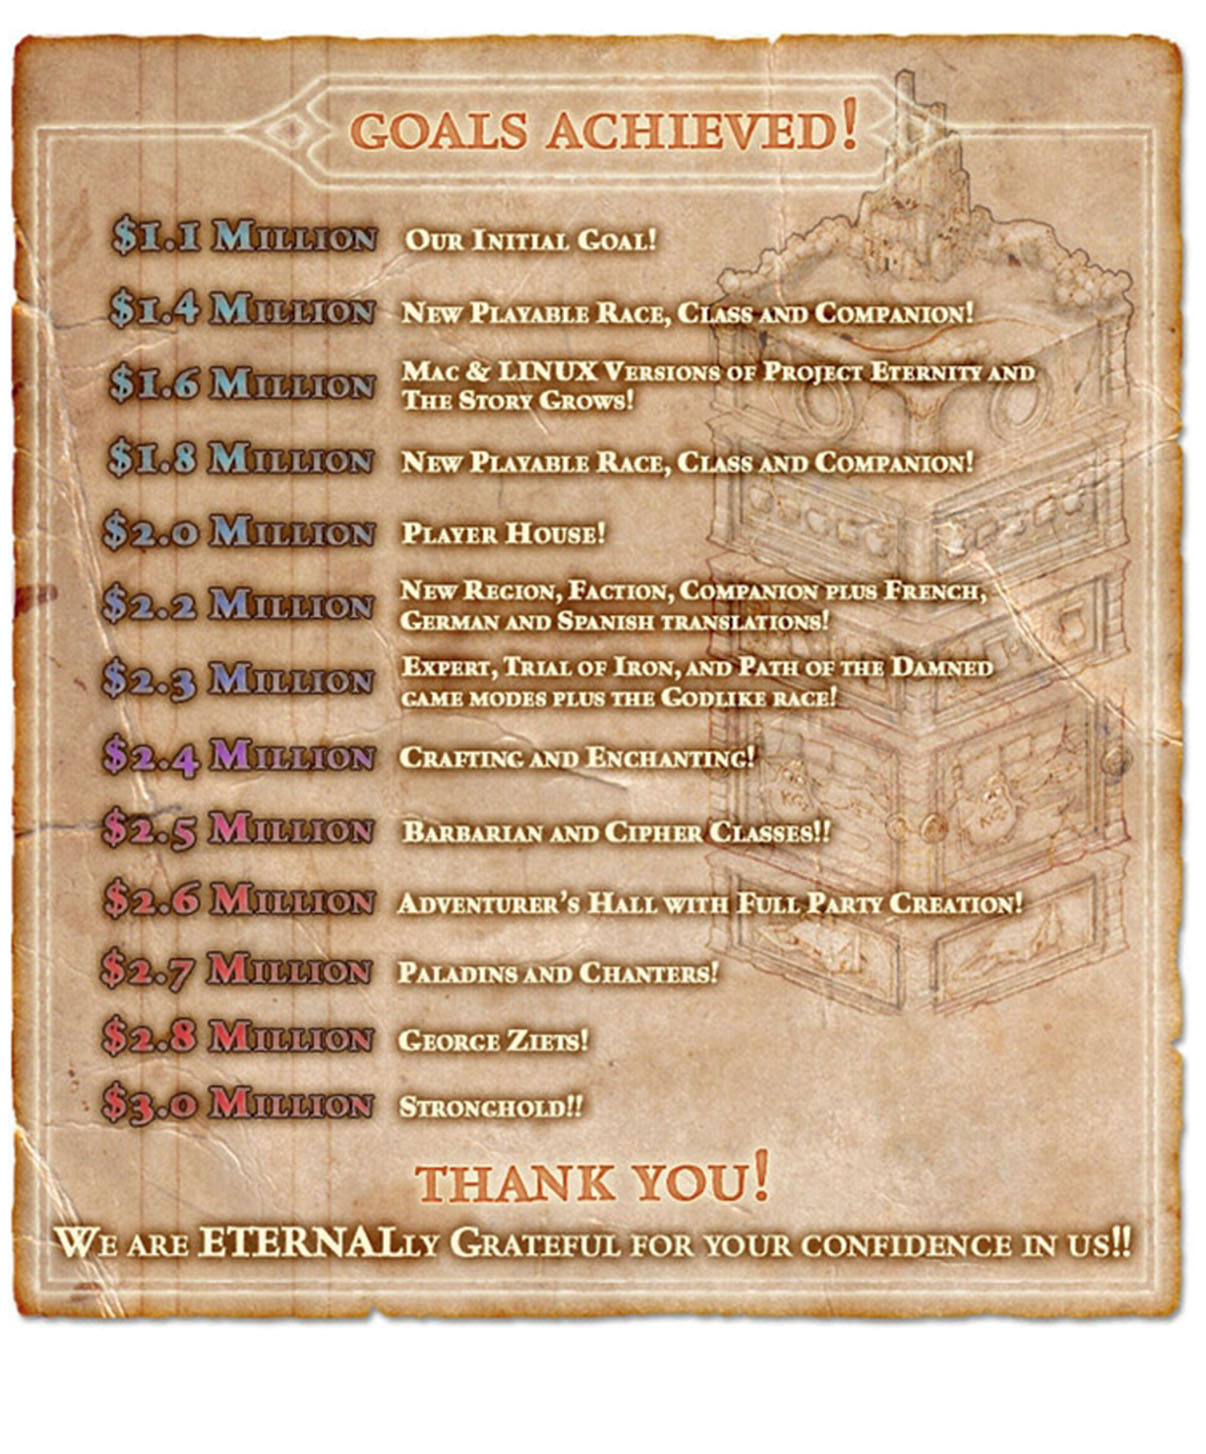 GOALS ACHIEVED!
$1.1 MILLION OUR INITIAL GOAL!
$1.4 MILLION NEW PLAYABLE RACE, CLASS AND COMPANION!
$1.6 MILLION MAC & LINUX VERSIONS OF PROJECT ETERNITY AND
THE STORY GROWS!
$1.8 MILLION NEW PLAYABLE RACE, CLASS AND COMPANION!
$2.0 MILLION PLAYER HOUSE!
$2.2 MILLION NEW REGION, FACTION, COMPANION PLUS FRENCH,
GERMAN AND SPANISH TRANSLATIONS!
$2.3 MILLION EXPERT, TRIAL OF IRON, AND PATH OF THE DAMNED
GAME MODES PLUS THE GODLIKE RACE!
$2.4 MILLION CRAFTING AND ENCHANTING!
$2.5 MILLION BARBARIAN AND CIPHER CLASSES!!
$2.6 MILLION ADVENTURER'S HALL WITH FULL PARTY CREATION!
$2.7 MILLION PALADINS AND CHANTERS!
$2.8 MILLION GEORGE ZIETS!
$3.0 MILLION STRONGHOLD!!
THANK YOU!
WE ARE ETERNALLY GRATEFUL FOR YOUR CONFIDENCE IN US!!